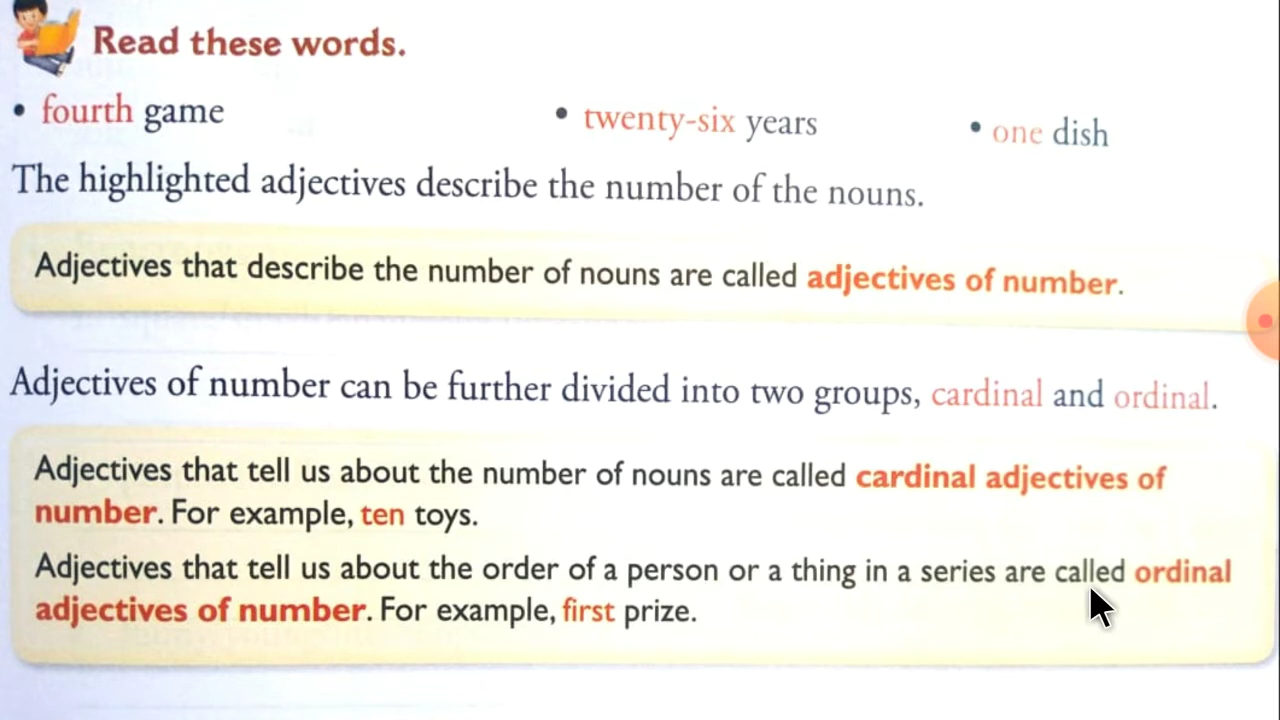 Read these words.
• fourth game • twenty-six years • one dish
The highlighted adjectives describe the number of the nouns.
Adjectives that describe the number of nouns are called adjectives of number.
Adjectives of number can be further divided into two groups, cardinal and ordinal.
Adjectives that tell us about the number of nouns are called cardinal adjectives of
number. For example, ten toys.
Adjectives that tell us about the order of a person or a thing in a series are called ordinal
adjectives of number. For example, first prize.